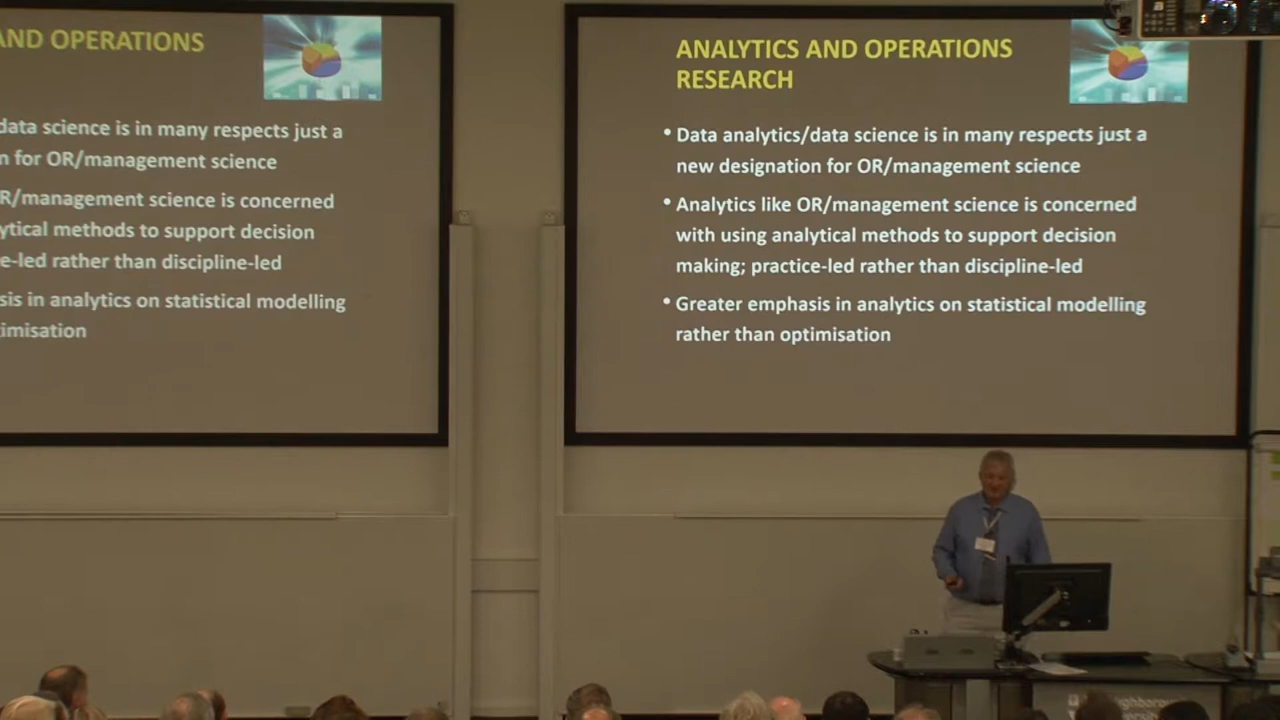 AND OPERATIONS
data science is in many respects just a
n for OR/management science
R/management science is concerned
ytical methods to support decision
e-led rather than discipline-led
sis in analytics on statistical modelling
imisation
ANALYTICS AND OPERATIONS
RESEARCH
• Data analytics/data science is in many respects just a
new designation for OR/management science
• Analytics like OR/management science is concerned
with using analytical methods to support decision
making; practice-led rather than discipline-led
• Greater emphasis in analytics on statistical modelling
rather than optimisation